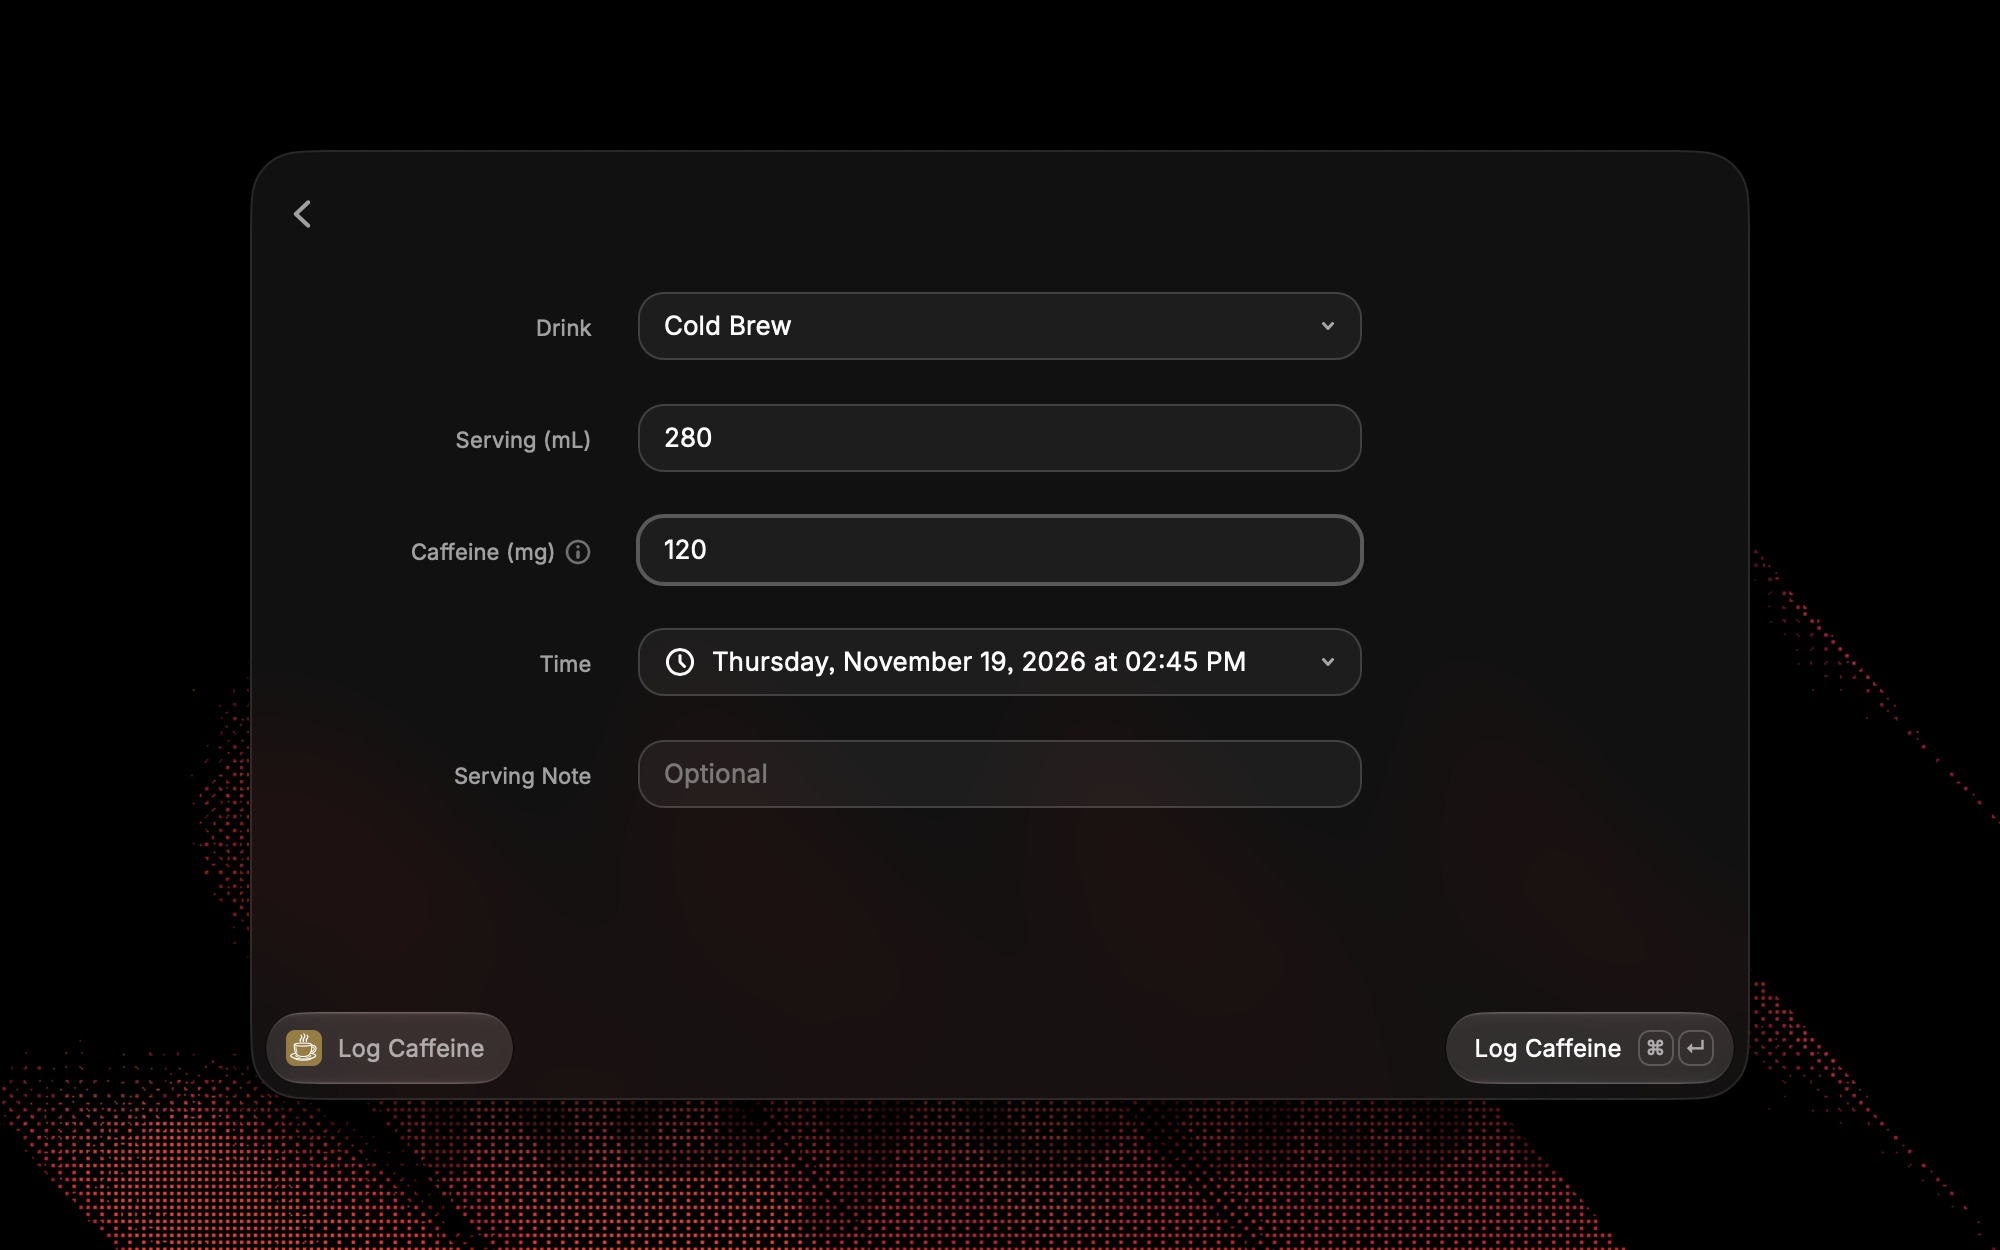 Drink
Cold Brew
Serving (mL)
280
Caffeine (mg)
120
Time
Thursday, November 19, 2026 at 02:45 PM
Serving Note
Optional
Log Caffeine
Log Caffeine ⌘ ↵